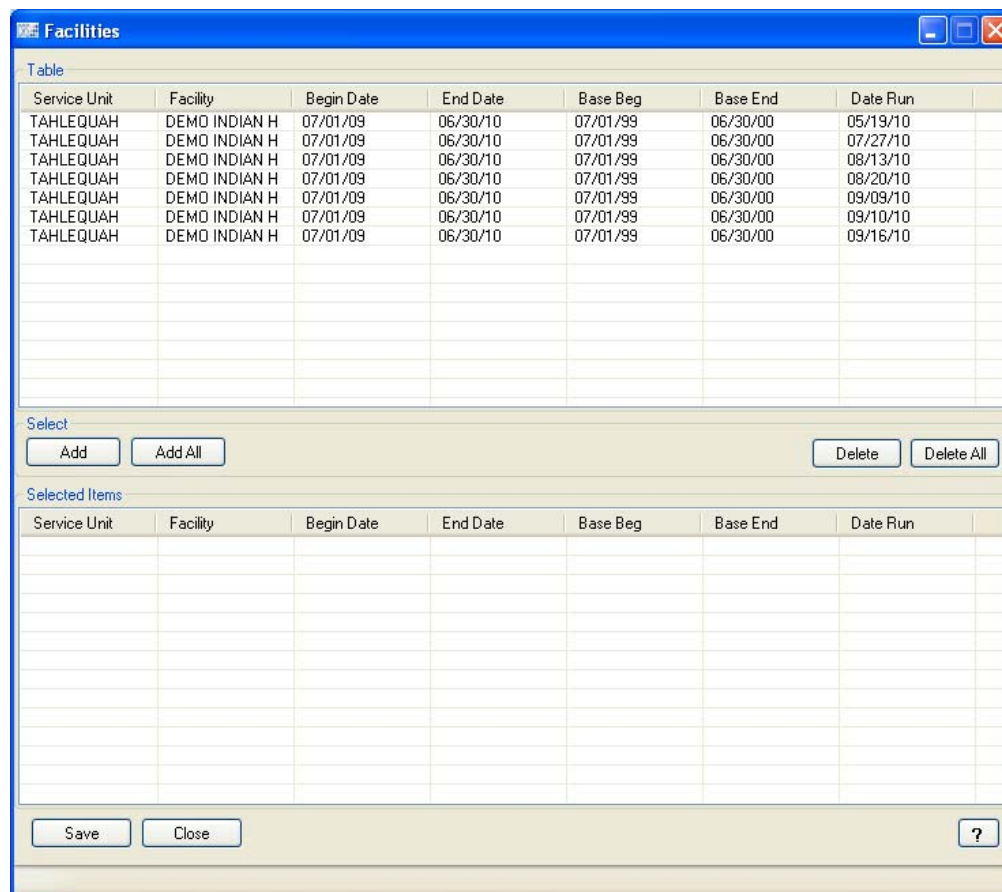 Facilities
Table
Service Unit Facility Begin Date End Date Base Beg Base End Date Run
TAHLEQUAH DEMO INDIAN H 07/01/09 06/30/10 07/01/99 06/30/00 05/19/10
TAHLEQUAH DEMO INDIAN H 07/01/09 06/30/10 07/01/99 06/30/00 07/27/10
TAHLEQUAH DEMO INDIAN H 07/01/09 06/30/10 07/01/99 06/30/00 08/13/10
TAHLEQUAH DEMO INDIAN H 07/01/09 06/30/10 07/01/99 06/30/00 08/20/10
TAHLEQUAH DEMO INDIAN H 07/01/09 06/30/10 07/01/99 06/30/00 09/09/10
TAHLEQUAH DEMO INDIAN H 07/01/09 06/30/10 07/01/99 06/30/00 09/10/10
TAHLEQUAH DEMO INDIAN H 07/01/09 06/30/10 07/01/99 06/30/00 09/16/10
Select
Add Add All Delete Delete All
Selected Items
Service Unit Facility Begin Date End Date Base Beg Base End Date Run
Save Close ?